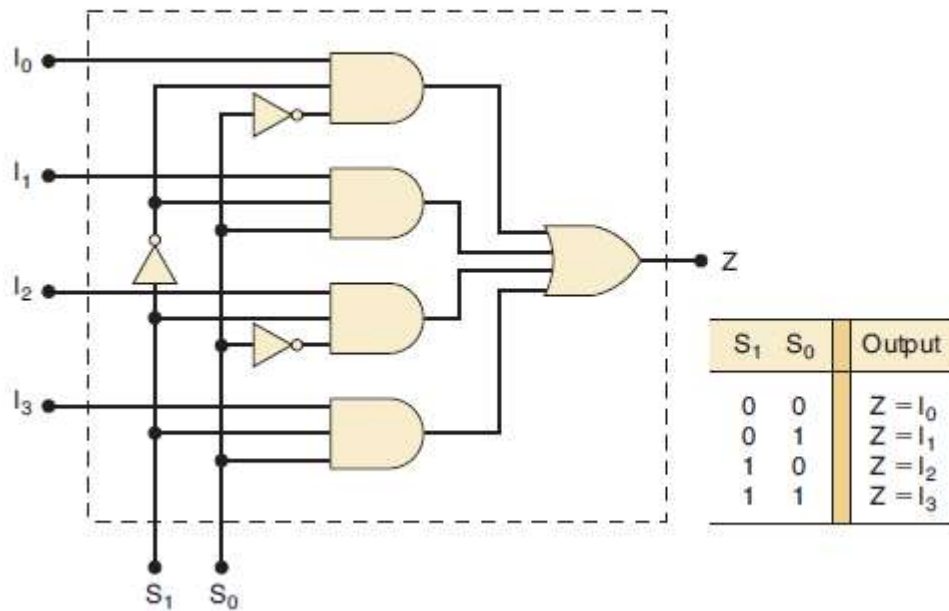 I₀
I₁
I₂
I₃
Z
S₁ S₀
S₁ S₀ Output
0 0 Z = I₀
0 1 Z = I₁
1 0 Z = I₂
1 1 Z = I₃